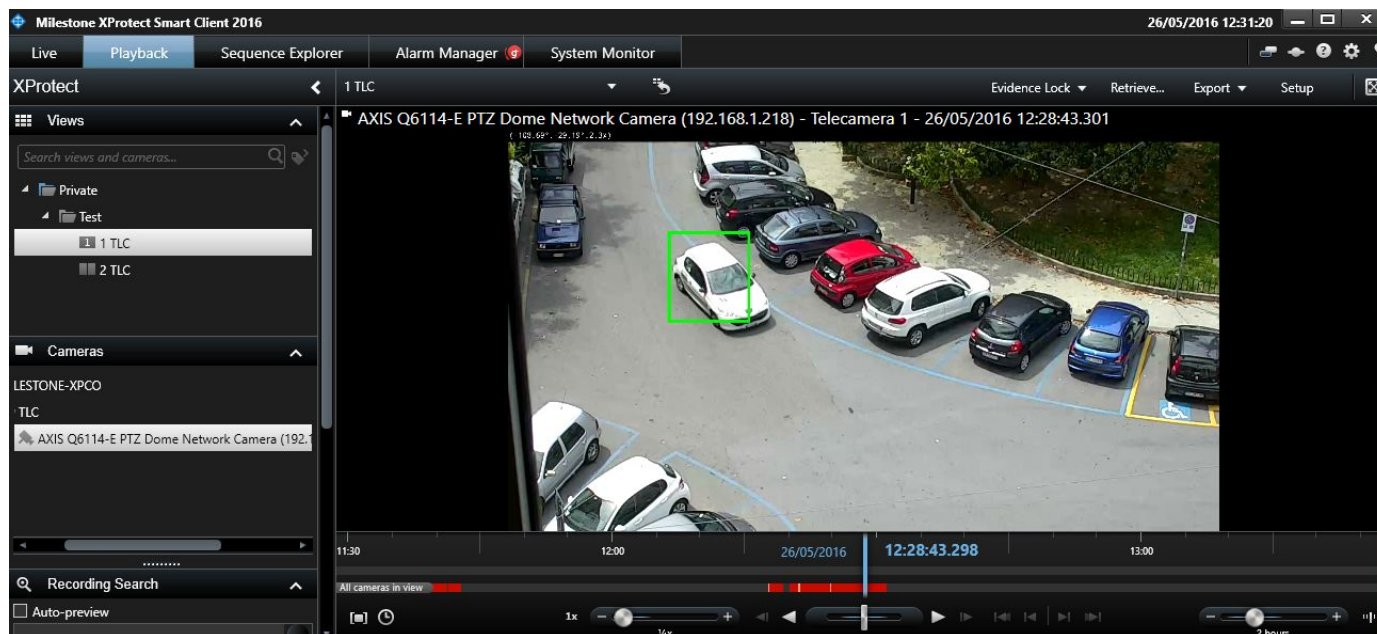 Milestone XProtect Smart Client 2016
26/05/2016 12:31:20
Live Playback Sequence Explorer Alarm Manager System Monitor
XProtect
1 TLC
Evidence Lock Retrieve... Export Setup
Views
AXIS Q6114-E PTZ Dome Network Camera (192.168.1.218) - Telecamera 1 - 26/05/2016 12:28:43.301
Search views and cameras...
Private
Test
1 1 TLC
2 TLC
Cameras
LESTONE-XPCO
TLC
AXIS Q6114-E PTZ Dome Network Camera (192.1
11:30 12:00 26/05/2016 12:28:43.298 13:00
Recording Search
All cameras in view
Auto-preview
1x
2 hours